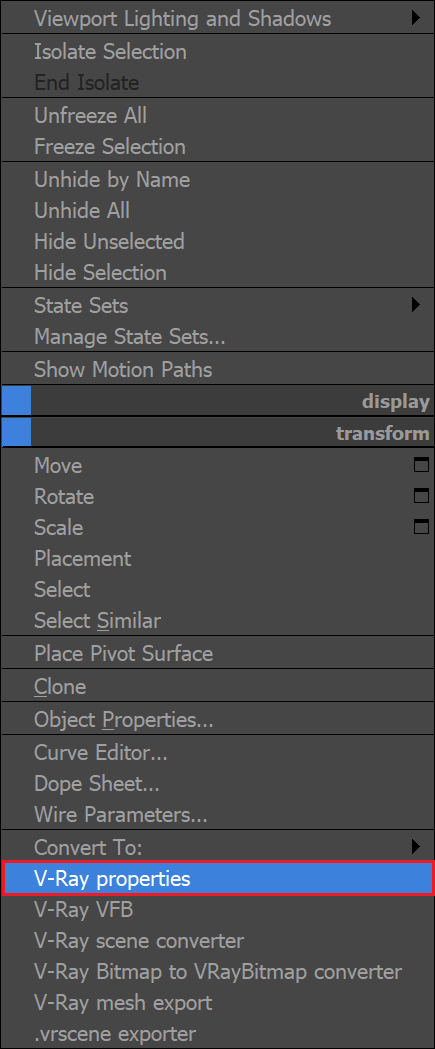 Viewport Lighting and Shadows
Isolate Selection
End Isolate
Unfreeze All
Freeze Selection
Unhide by Name
Unhide All
Hide Unselected
Hide Selection
State Sets
Manage State Sets...
Show Motion Paths
display
transform
Move
Rotate
Scale
Placement
Select
Select Similar
Place Pivot Surface
Clone
Object Properties...
Curve Editor...
Dope Sheet...
Wire Parameters...
Convert To:
V-Ray properties
V-Ray VFB
V-Ray scene converter
V-Ray Bitmap to VRayBitmap converter
V-Ray mesh export
.vrscene exporter